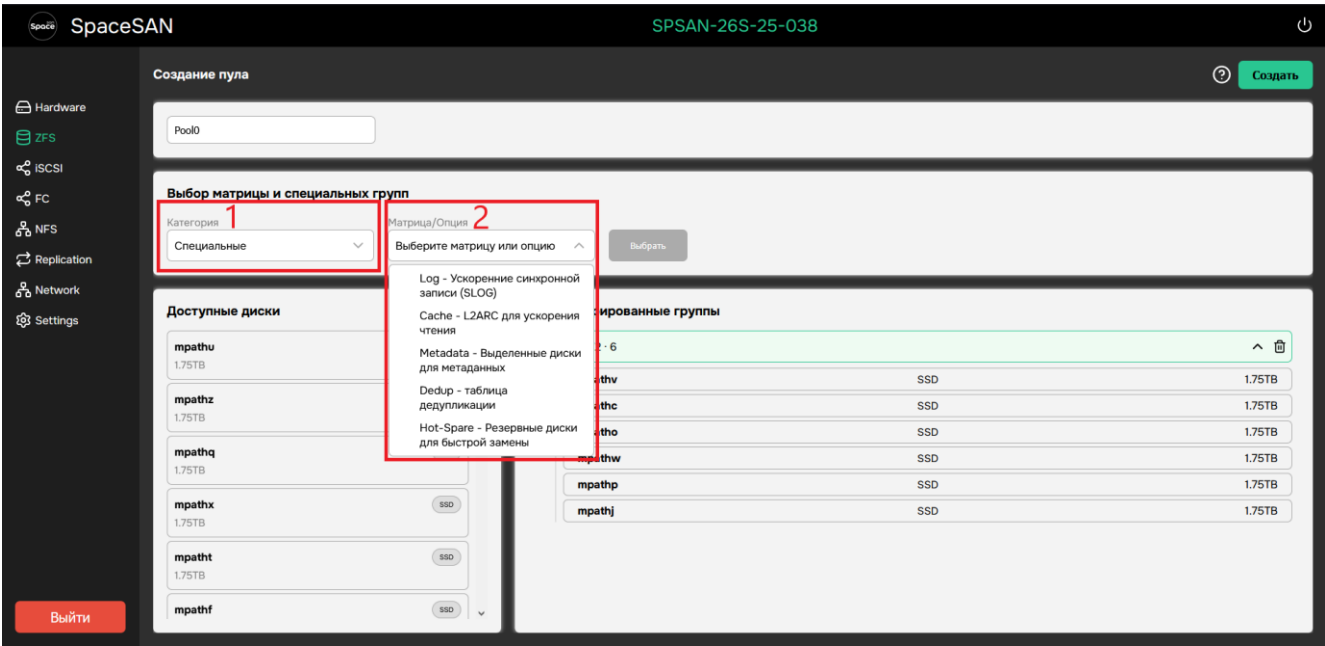 Space SpaceSAN
SPSAN-26S-25-038
Создание пула
Создать
Hardware
ZFS
iSCSI
FC
NFS
Replication
Network
Settings
Выйти
Pool0
Выбор матрицы и специальных групп
1
Категория
Специальные
2
Матрица/Опция
Выберите матрицу или опцию
Выбрать
Log - Ускоренние синхронной
записи (SLOG)
Cache - L2ARC для ускорения
чтения
Metadata - Выделенные диски
для метаданных
Dedup - таблица
дедупликации
Hot-Spare - Резервные диски
для быстрой замены
Доступные диски
mpathu
1.75TB
mpathz
1.75TB
mpathq
1.75TB
mpathx SSD
1.75TB
mpatht SSD
1.75TB
mpathf SSD
ированные группы
2 · 6
athv SSD 1.75TB
athc SSD 1.75TB
atho SSD 1.75TB
mpathw SSD 1.75TB
mpathp SSD 1.75TB
mpathj SSD 1.75TB